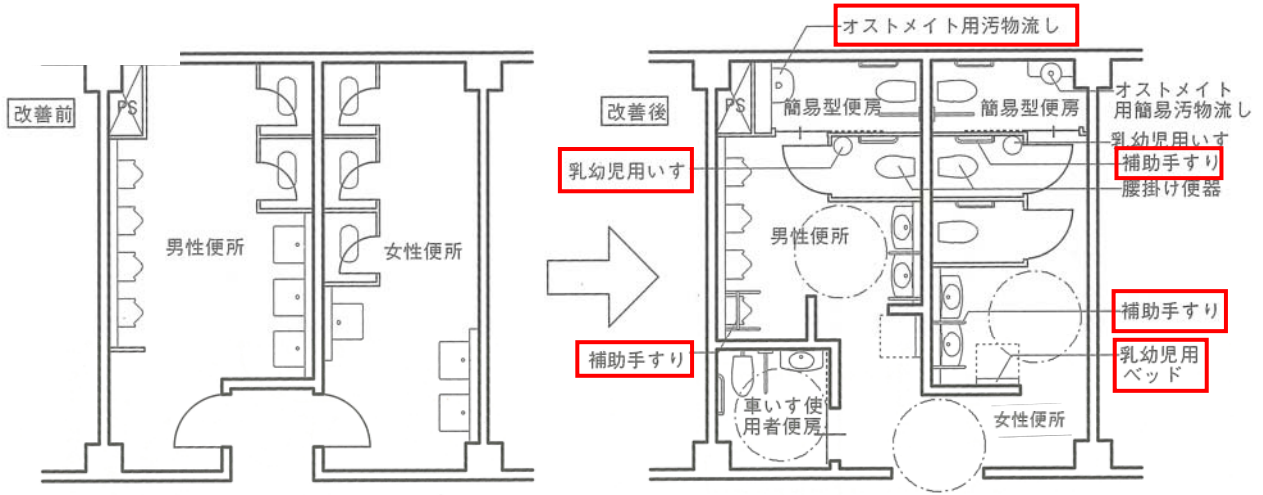 改善前
PS
男性便所
女性便所
改善後
オストメイト用汚物流し
PS
簡易型便房
簡易型便房
オストメイト
用簡易汚物流し
乳幼児用いす
乳幼児用いす
補助手すり
腰掛け便器
男性便所
補助手すり
補助手すり
乳幼児用
ベッド
車いす使
用者便房
女性便所